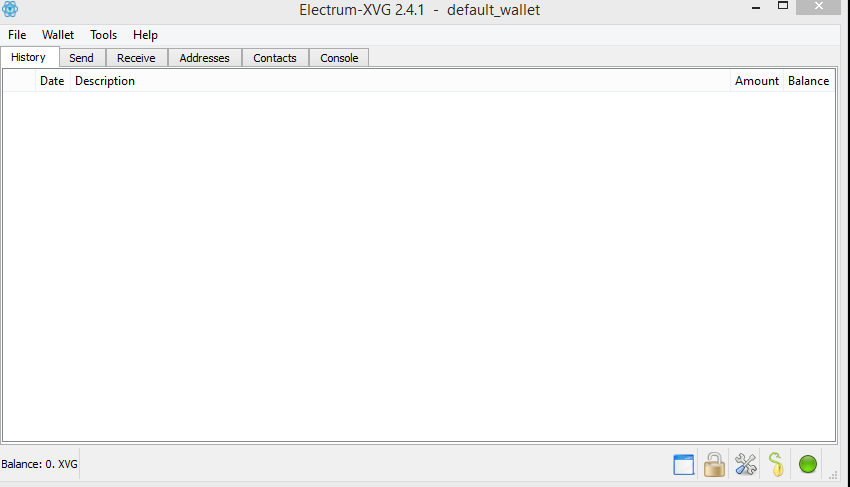 Electrum-XVG 2.4.1 - default_wallet
File Wallet Tools Help
History Send Receive Addresses Contacts Console
Date Description Amount Balance
Balance: 0. XVG